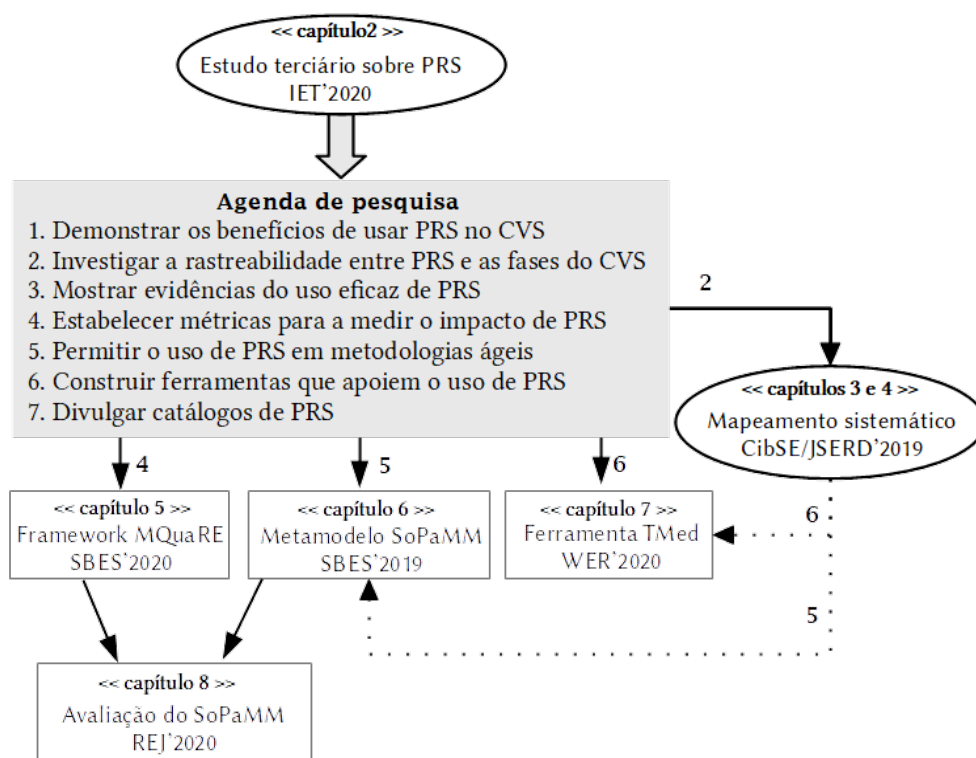 << capítulo2 >>
Estudo terciário sobre PRS
IET'2020
Agenda de pesquisa
1. Demonstrar os benefícios de usar PRS no CVS
2. Investigar a rastreabilidade entre PRS e as fases do CVS
3. Mostrar evidências do uso eficaz de PRS
4. Estabelecer métricas para a medir o impacto de PRS
5. Permitir o uso de PRS em metodologias ágeis
6. Construir ferramentas que apoiem o uso de PRS
7. Divulgar catálogos de PRS
2
<< capítulos 3 e 4 >>
Mapeamento sistemático
CibSE/JSERD'2019
4
5
6
<< capítulo 5 >>
Framework MQuaRE
SBES'2020
<< capítulo 6 >>
Metamodelo SoPaMM
SBES'2019
<< capítulo 7 >>
Ferramenta TMed
WER'2020
6
5
<< capítulo 8 >>
Avaliação do SoPaMM
REJ'2020